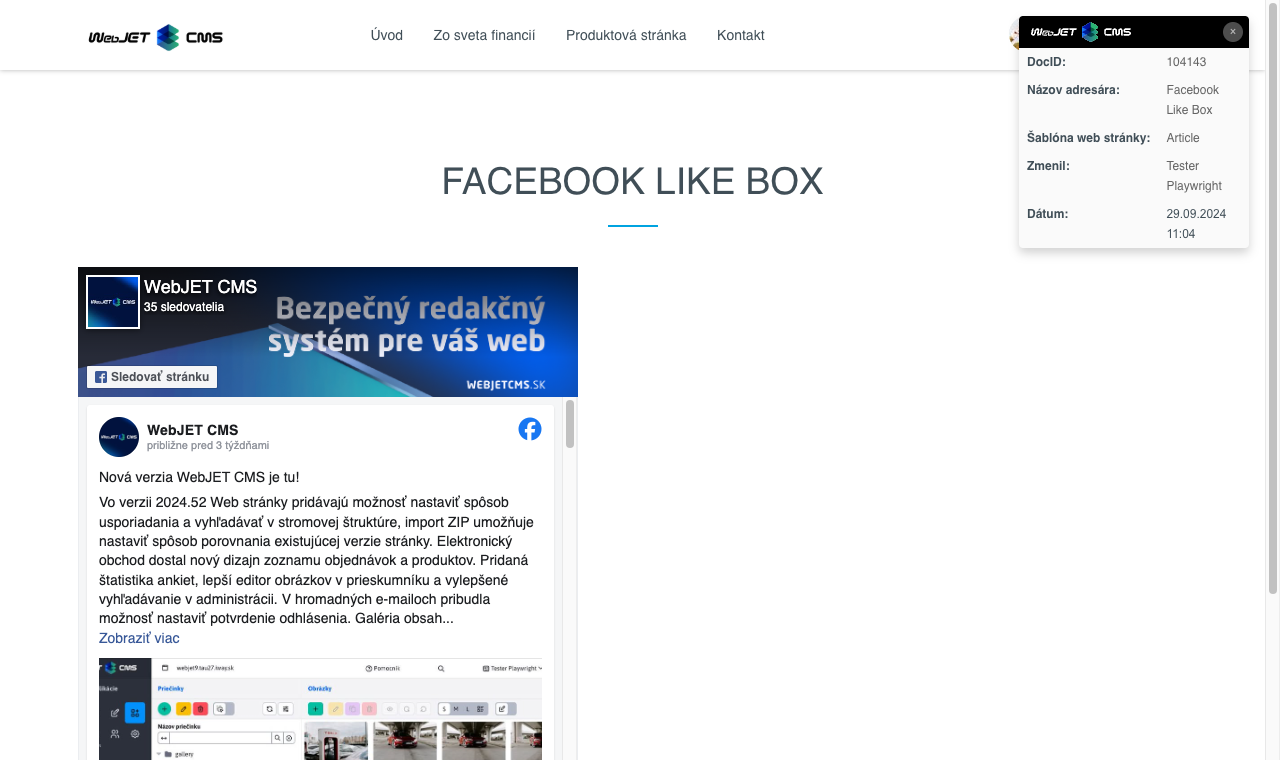 WebJET CMS
Úvod
Zo sveta financií
Produktová stránka
Kontakt
WebJET CMS
×
DocID: 104143
Názov adresára: Facebook
Like Box
Šablóna web stránky: Article
Zmenil: Tester
Playwright
Dátum: 29.09.2024
11:04
FACEBOOK LIKE BOX
WebJET CMS
35 sledovatelia
Bezpečný redakčný
systém pre váš web
Sledovať stránku
WEBJETCMS.SK
WebJET CMS
približne pred 3 týždňami
Nová verzia WebJET CMS je tu!
Vo verzii 2024.52 Web stránky pridávajú možnosť nastaviť spôsob
usporiadania a vyhľadávať v stromovej štruktúre, import ZIP umožňuje
nastaviť spôsob porovnania existujúcej verzie stránky. Elektronický
obchod dostal nový dizajn zoznamu objednávok a produktov. Pridaná
štatistika ankiet, lepší editor obrázkov v prieskumníku a vylepšené
vyhľadávanie v administrácii. V hromadných e-mailoch pribudla
možnosť nastaviť potvrdenie odhlásenia. Galéria obsah...
Zobraziť viac
CMS
webjet9.tau27.iway.sk
Pomocník
Tester Playwright
likácie
Priečinky
Obrázky
S M L
Názov priečinku
gallery